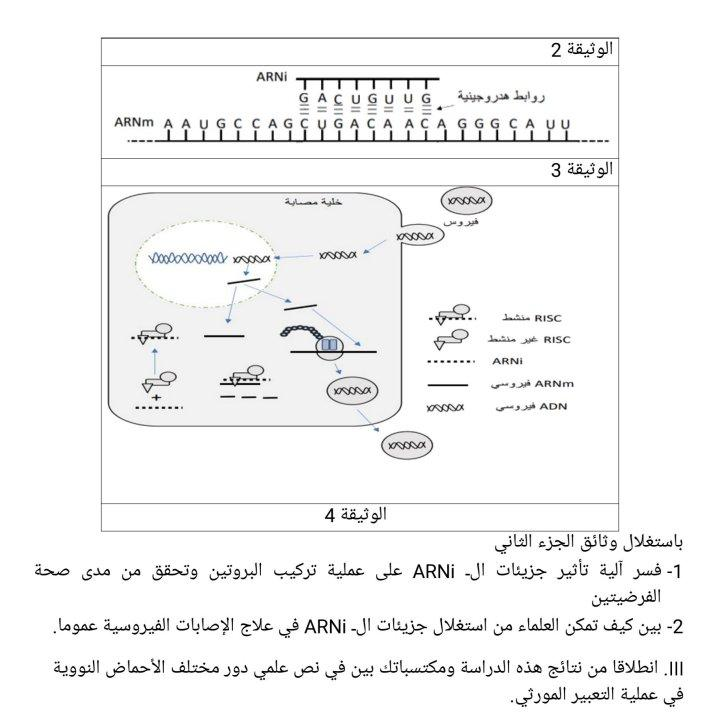 الوثيقة 2
ARNi
G A C U G U U G
روابط هدروجينية
ARNm A A U G C C A G C U G A C A A C A G G G C A U U
الوثيقة 3
خلية مصابة
فيروس
RISC منشط
RISC غير منشط
ARNi
ARNm فيروسي
ADN فيروسي
+
الوثيقة 4
باستغلال وثائق الجزء الثاني
1- فسر آلية تأثير جزيئات الـ ARNi على عملية تركيب البروتين وتحقق من مدى صحة
الفرضيتين
2- بين كيف تمكن العلماء من استغلال جزيئات الـ ARNi في علاج الإصابات الفيروسية عموما.
III. انطلاقا من نتائج هذه الدراسة ومكتسباتك بين في نص علمي دور مختلف الأحماض النووية
في عملية التعبير المورثي.